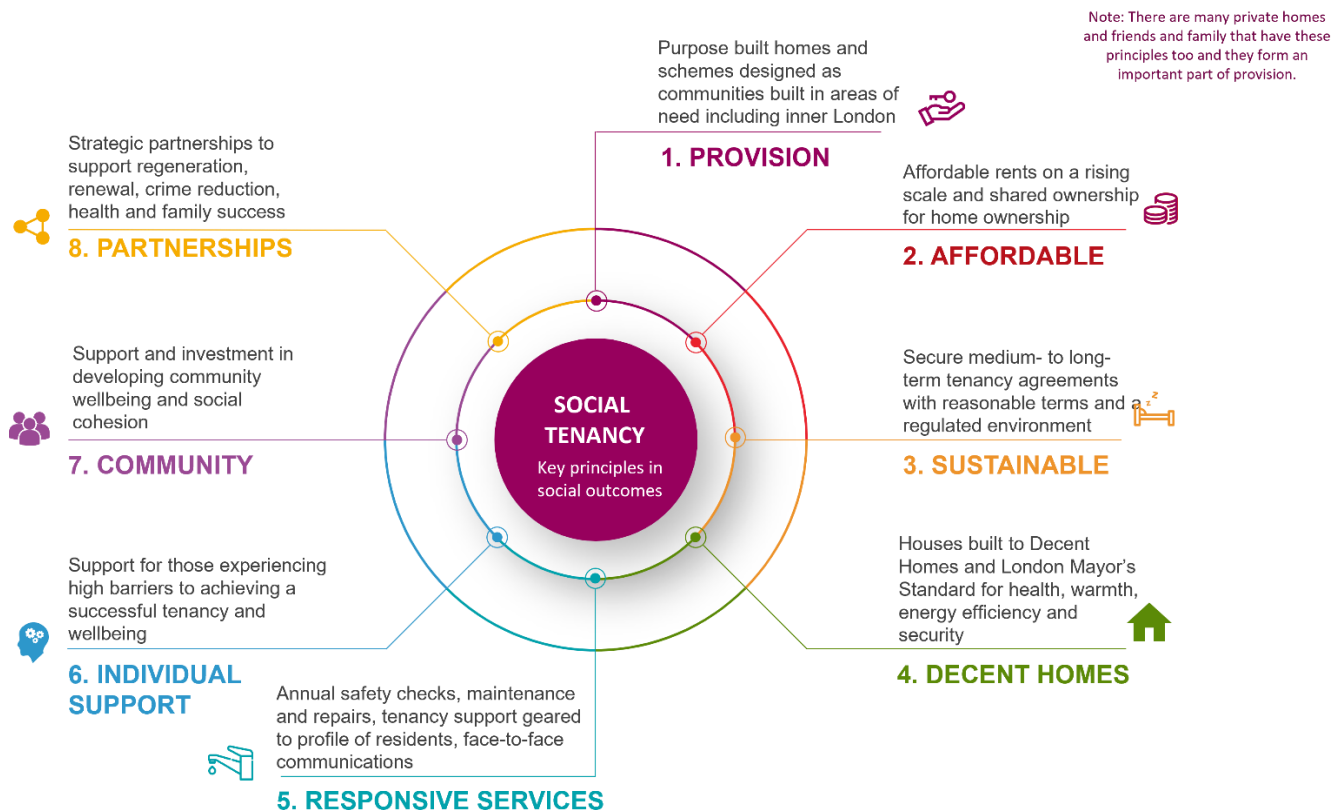 Note: There are many private homes
and friends and family that have these
principles too and they form an
important part of provision.
Purpose built homes and
schemes designed as
communities built in areas of
need including inner London
1. PROVISION
Affordable rents on a rising
scale and shared ownership
for home ownership
2. AFFORDABLE
Secure medium- to long-
term tenancy agreements
with reasonable terms and a
regulated environment
3. SUSTAINABLE
Houses built to Decent
Homes and London Mayor’s
Standard for health, warmth,
energy efficiency and
security
4. DECENT HOMES
Annual safety checks, maintenance
and repairs, tenancy support geared
to profile of residents, face-to-face
communications
5. RESPONSIVE SERVICES
Support for those experiencing
high barriers to achieving a
successful tenancy and
wellbeing
6. INDIVIDUAL
SUPPORT
Support and investment in
developing community
wellbeing and social
cohesion
7. COMMUNITY
Strategic partnerships to
support regeneration,
renewal, crime reduction,
health and family success
8. PARTNERSHIPS
SOCIAL
TENANCY
Key principles in
social outcomes
z z